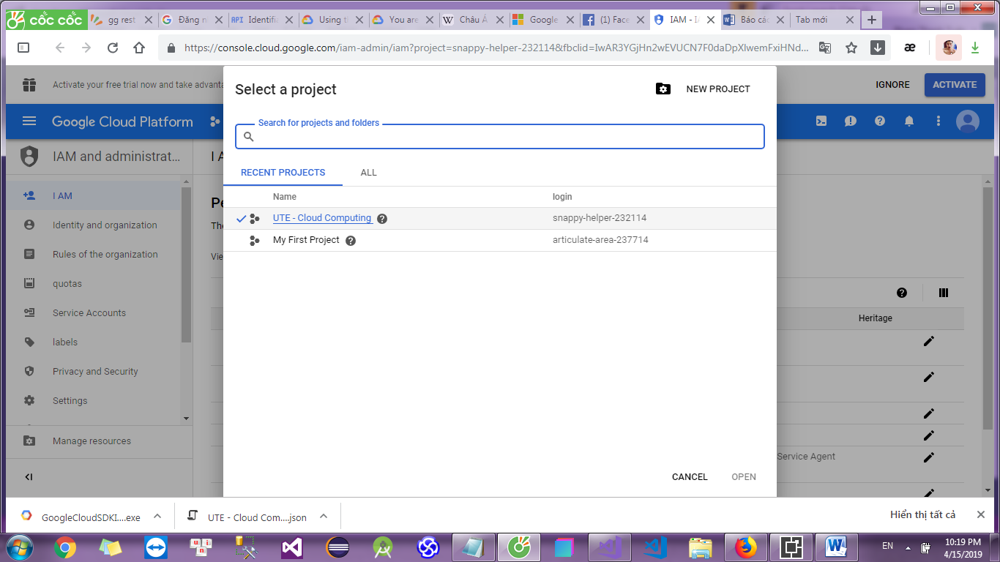 cốc cốc
gg rest
Đăng n
API Identifi
Using t
You are
W Châu Á
Google
(1) Face
IAM - I
Báo cá
Tab mới
https://console.cloud.google.com/iam-admin/iam?project=snappy-helper-232114&fbclid=IwAR3YGjHn2wEVUCN7F0daDpXlwemFxiHNd...
æ
Activate your free trial now and take advanta
IGNORE
ACTIVATE
Google Cloud Platform
IAM and administrat...
I A
I AM
Identity and organization
Rules of the organization
quotas
Service Accounts
labels
Privacy and Security
Settings
Manage resources
Pe
The
Vie
Select a project
NEW PROJECT
Search for projects and folders
RECENT PROJECTS
ALL
Name
login
UTE - Cloud Computing
snappy-helper-232114
My First Project
articulate-area-237714
CANCEL
OPEN
Heritage
Service Agent
GoogleCloudSDKI....exe
UTE - Cloud Com....json
Hiển thị tất cả
EN
10:19 PM
4/15/2019